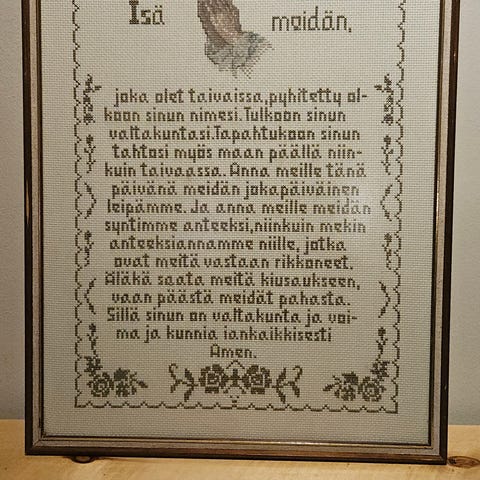 Isä meidän,
joka olet taivaissa,pyhitetty ol-
koon sinun nimesi.Tulkoon sinun
valtakuntasi.Tapahtukoon sinun
tahtosi myös maan päällä niin-
kuin taivaassa. Anna meille tänä
päivänä meidän jokapäiväinen
leipämme. Ja anna meille meidän
syntimme anteeksi,niinkuin mekin
anteeksiannamme niille, jotka
ovat meitä vastaan rikkoneet.
Äläkä saata meitä kiusaukseen,
vaan päästä meidät pahasta.
Sillä sinun on valtakunta ja voi-
ma ja kunnia iankaikkisesti
Amen.